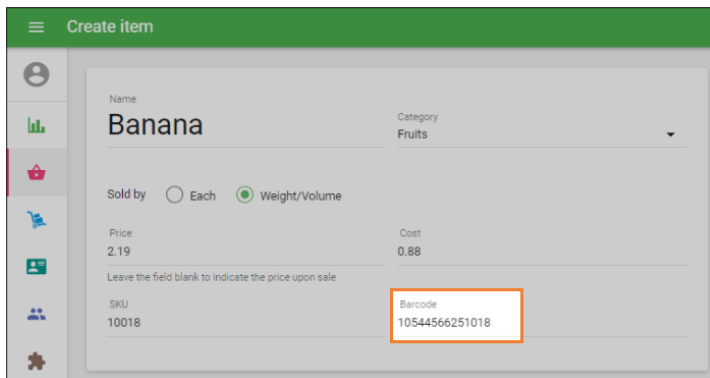 Create item
Name
Banana
Category
Fruits
Sold by Each Weight/Volume
Price
2.19
Cost
0.88
Leave the field blank to indicate the price upon sale
SKU
10018
Barcode
10544566251018